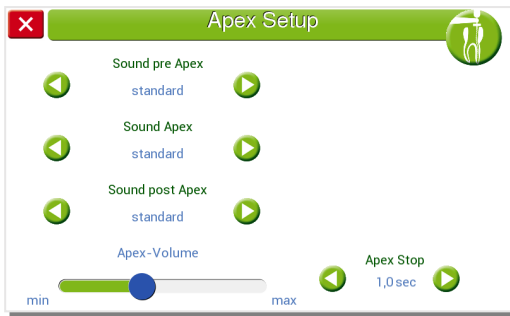 Apex Setup
Sound pre Apex
standard
Sound Apex
standard
Sound post Apex
standard
Apex-Volume
min
max
Apex Stop
1,0 sec